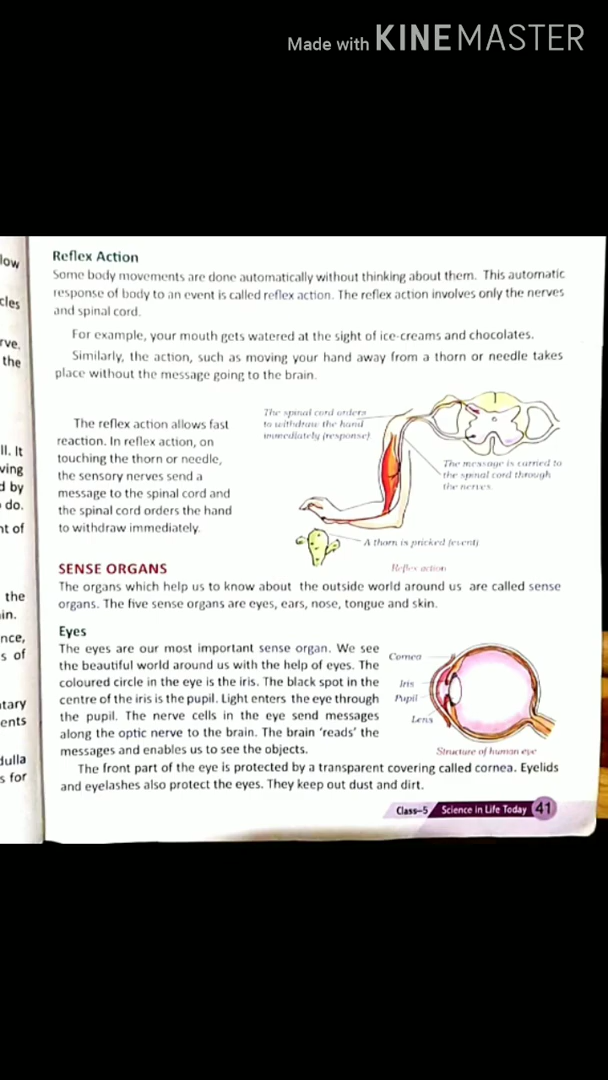 Made with KINEMASTER
low
cles
rve.
the
ll. It
ving
d by
do.
nt of
the
in.
nce,
s of
tary
ents
dulla
s for
Reflex Action
Some body movements are done automatically without thinking about them. This automatic
response of body to an event is called reflex action. The reflex action involves only the nerves
and spinal cord.
For example, your mouth gets watered at the sight of ice-creams and chocolates.
Similarly, the action, such as moving your hand away from a thorn or needle takes
place without the message going to the brain.
The reflex action allows fast
reaction. In reflex action, on
touching the thorn or needle,
the sensory nerves send a
message to the spinal cord and
the spinal cord orders the hand
to withdraw immediately.
The spinal cord orders
to withdraw the hand
immediately (response)
The message is carried to
the spinal cord through
the nerves.
A thorn is pricked (event)
Reflex action
SENSE ORGANS
The organs which help us to know about the outside world around us are called sense
organs. The five sense organs are eyes, ears, nose, tongue and skin.
Eyes
The eyes are our most important sense organ. We see
the beautiful world around us with the help of eyes. The
coloured circle in the eye is the iris. The black spot in the
centre of the iris is the pupil. Light enters the eye through
the pupil. The nerve cells in the eye send messages
along the optic nerve to the brain. The brain 'reads' the
messages and enables us to see the objects.
Cornea
Iris
Pupil
Lens
Structure of human eye
The front part of the eye is protected by a transparent covering called cornea. Eyelids
and eyelashes also protect the eyes. They keep out dust and dirt.
Class–5 Science in Life Today 41